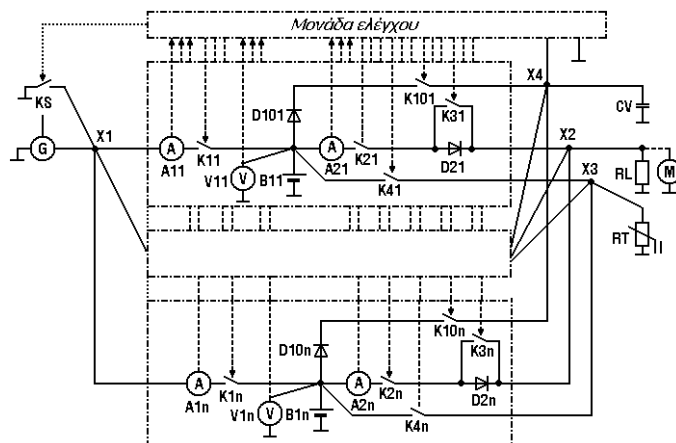 Μονάδα ελέγχου
KS
G
X1
A
A11
K11
V
V11
D101
B11
A
A21
K21
K41
K101
K31
D21
X4
X2
X3
CV
RL
M
RT
A
A1n
K1n
V
V1n
D10n
B1n
A
A2n
K2n
K4n
K10n
K3n
D2n